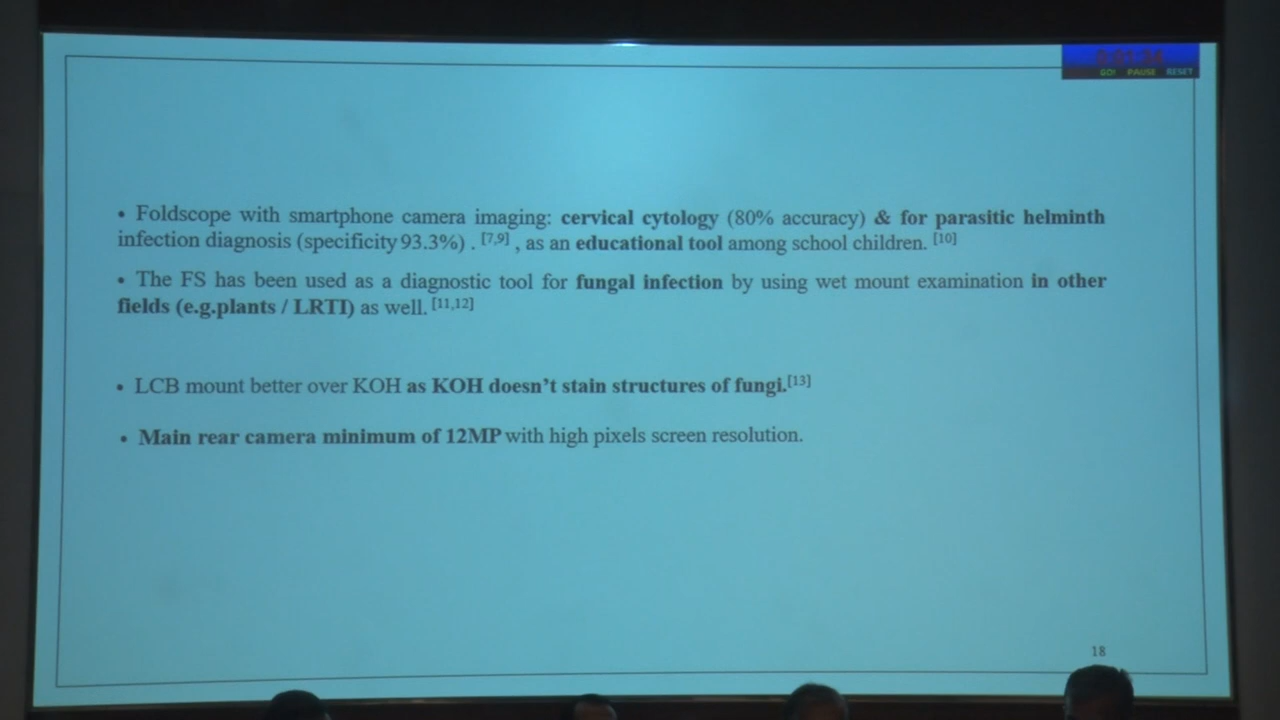 GO! PAUSE RESET
• Foldscope with smartphone camera imaging: cervical cytology (80% accuracy) & for parasitic helminth
infection diagnosis (specificity 93.3%) . [7,9] , as an educational tool among school children. [10]
• The FS has been used as a diagnostic tool for fungal infection by using wet mount examination in other
fields (e.g.plants / LRTI) as well. [11,12]
• LCB mount better over KOH as KOH doesn't stain structures of fungi.[13]
• Main rear camera minimum of 12MP with high pixels screen resolution.
18